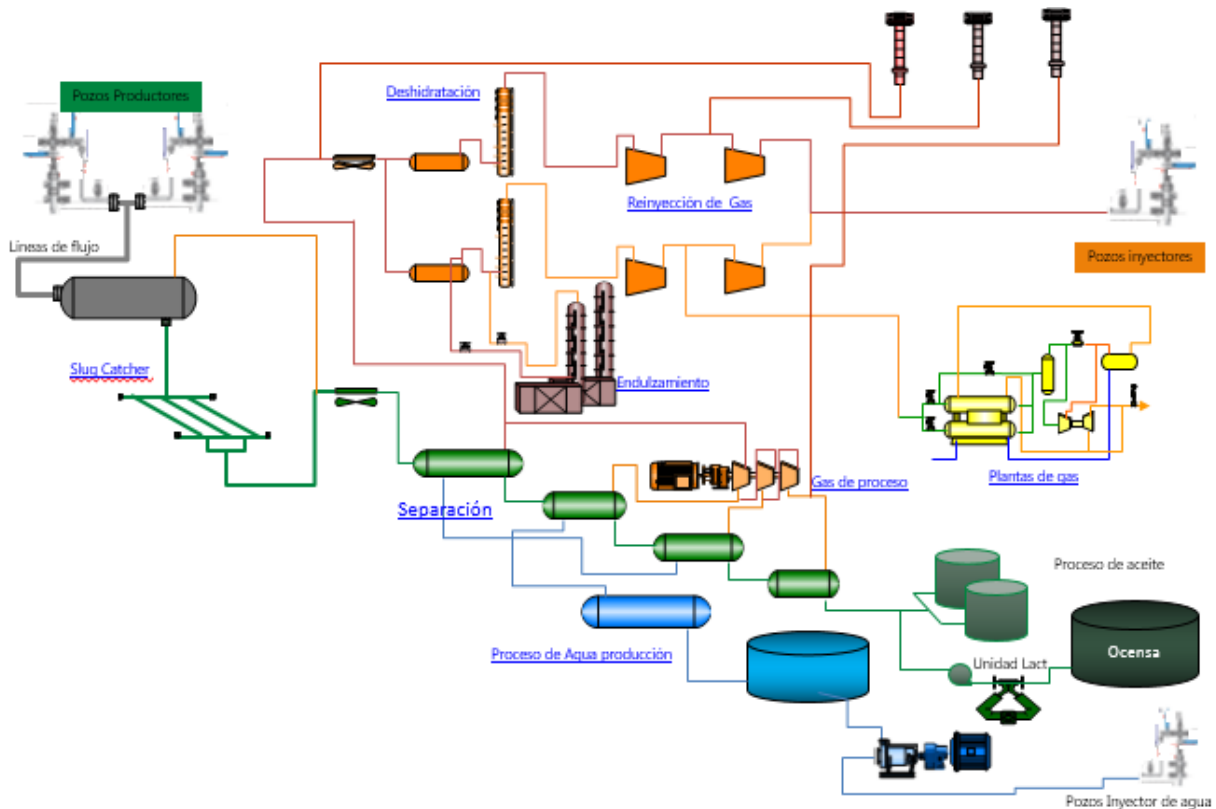 Pozos Productores
Deshidratación
Reinyección de Gas
Lineas de flujo
Pozos inyectores
Slug Catcher
Endulzamiento
Gas de proceso
Plantas de gas
Separación
Proceso de aceite
Proceso de Agua producción
Ocensa
Unidad Lact
Pozos Inyector de agua